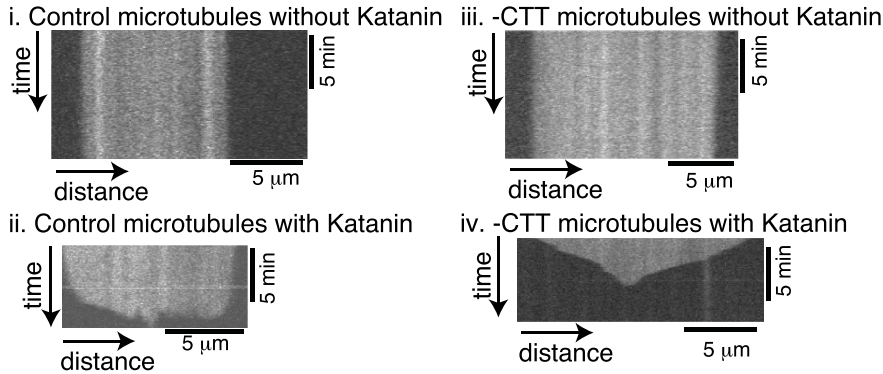 i. Control microtubules without Katanin
time
5 min
distance
5 μm
ii. Control microtubules with Katanin
time
5 min
distance
5 μm
iii. -CTT microtubules without Katanin
time
5 min
distance
5 μm
iv. -CTT microtubules with Katanin
time
5 min
distance
5 μm